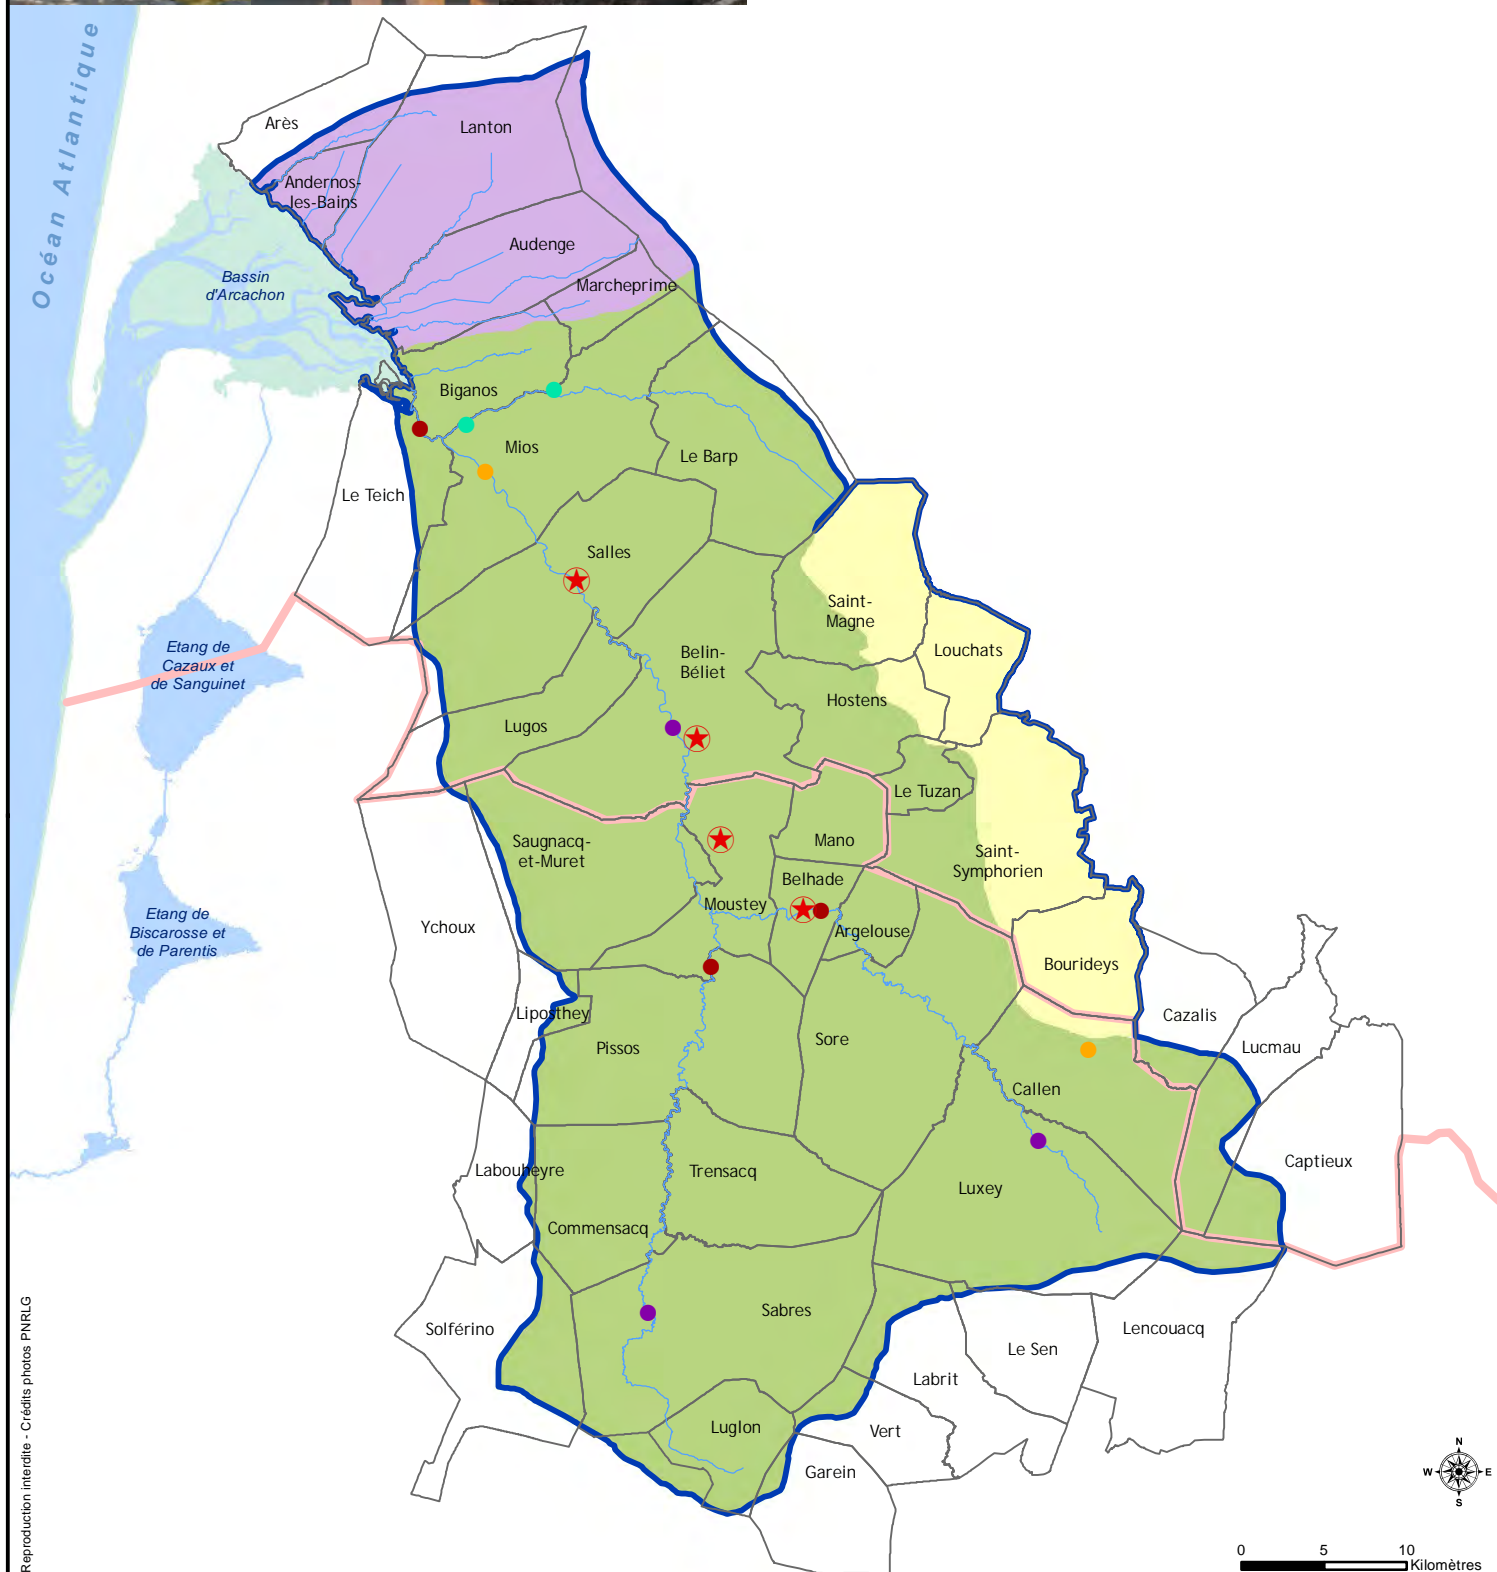 Océan Atlantique
Arès
Lanton
Andernos-
les-Bains
Audenge
Bassin
d'Arcachon
Marcheprime
Biganos
Mios
Le Barp
Le Teich
Salles
Saint-
Magne
Etang de
Cazaux et
de Sanguinet
Belin-
Béliet
Louchats
Hostens
Lugos
Le Tuzan
Saugnacq-
et-Muret
Mano
Saint-
Symphorien
Belhade
Moustey
Etang de
Biscarosse et
de Parentis
Ychoux
Argelouse
Bourideys
Liposthey
Cazalis
Pissos
Sore
Lucmau
Callen
Labouheyre
Trensacq
Captieux
Luxey
Commensacq
Sabres
Solférino
Lencouacq
Le Sen
Labrit
Luglon
Vert
Garein
N
W
E
S
0
5
10
Kilomètres
Reproduction interdite - Crédits photos PNRLG